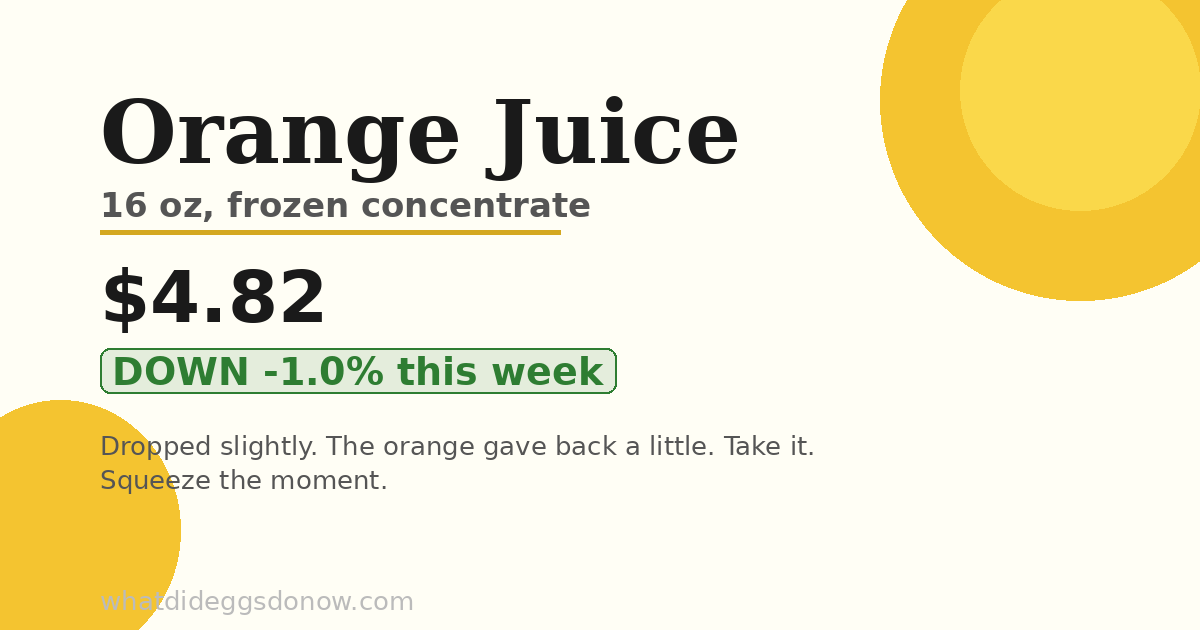 Orange Juice
16 oz, frozen concentrate
$4.82
DOWN -1.0% this week
Dropped slightly. The orange gave back a little. Take it.
Squeeze the moment.
whatdideggsdonow.com